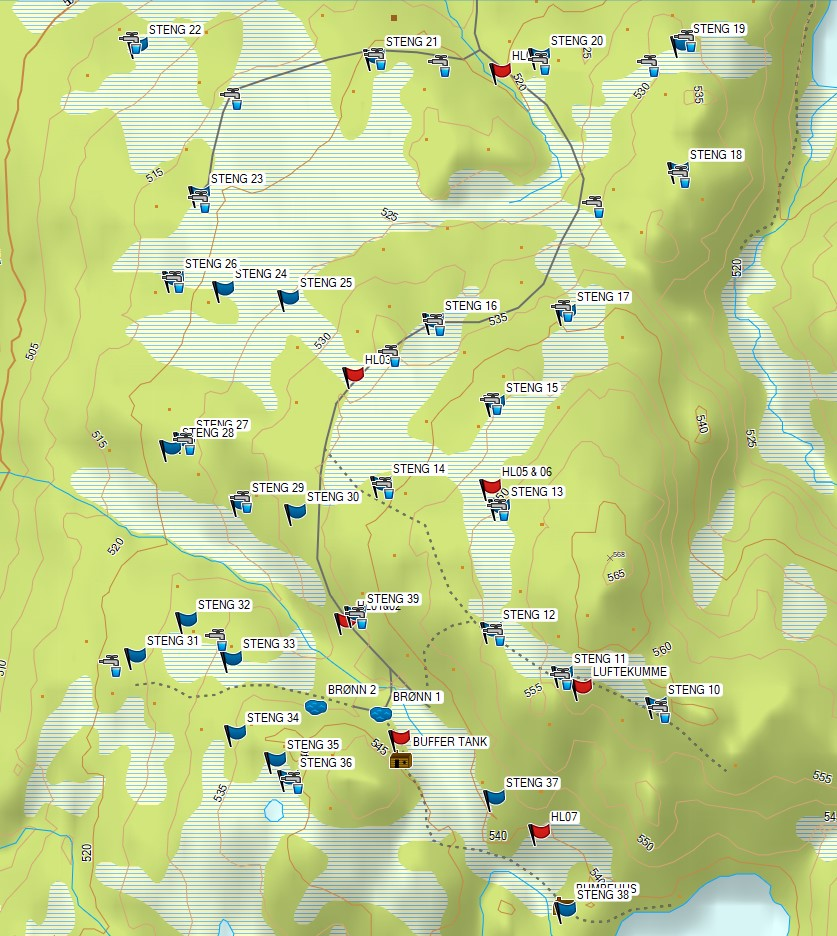 STENG 22
STENG 21
STENG 20
STENG 19
525
520
530
535
STENG 18
515
STENG 23
525
STENG 26
STENG 24
520
STENG 25
STENG 17
STENG 16
535
530
505
HL03
STENG 15
540
525
STENG 27
STENG 28
515
STENG 14
HL05 & 06
STENG 29
STENG 13
STENG 30
520
568
565
STENG 39
STENG 32
STENG 12
STENG 31
STENG 33
560
STENG 11
LUFTEKUMME
555
STENG 10
BRØNN 2
BRØNN 1
STENG 34
BUFFER TANK
545
STENG 35
STENG 36
555
STENG 37
535
HL07
540
550
520
540
PUMPEHUS
STENG 38